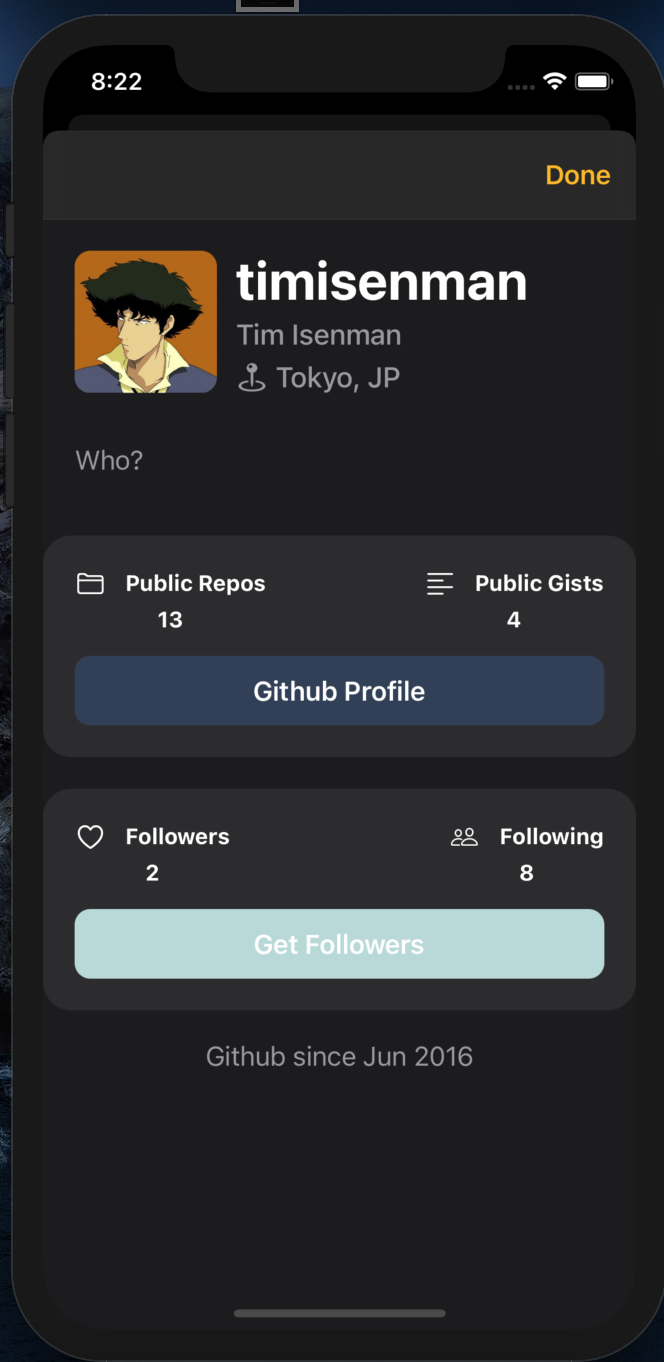 8:22
Done
timisenman
Tim Isenman
Tokyo, JP
Who?
Public Repos
13
Public Gists
4
Github Profile
Followers
2
Following
8
Get Followers
Github since Jun 2016